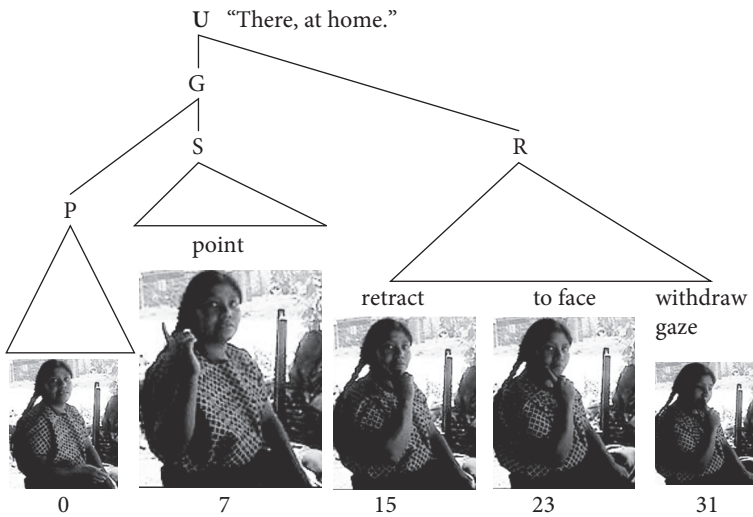 U “There, at home.”
G
S
R
P
point
retract
to face
withdraw
gaze
0
7
15
23
31